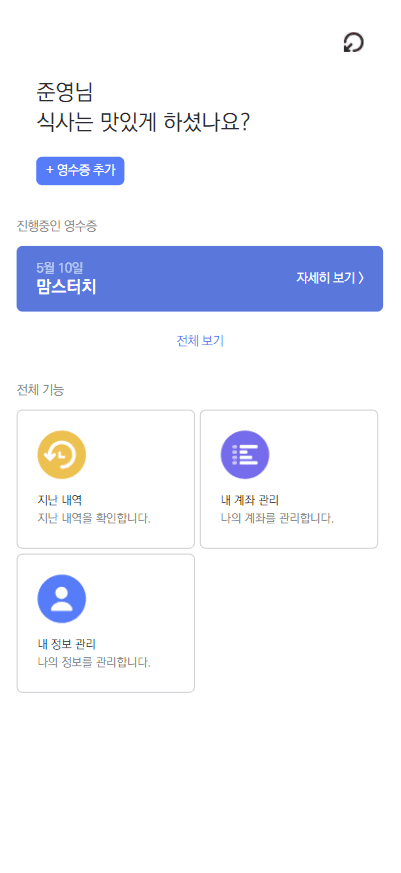 준영님
식사는 맛있게 하셨나요?
+ 영수증 추가
진행중인 영수증
5월 10일
맘스터치
자세히 보기 >
전체 보기
전체 기능
지난 내역
지난 내역을 확인합니다.
내 계좌 관리
나의 계좌를 관리합니다.
내 정보 관리
나의 정보를 관리합니다.